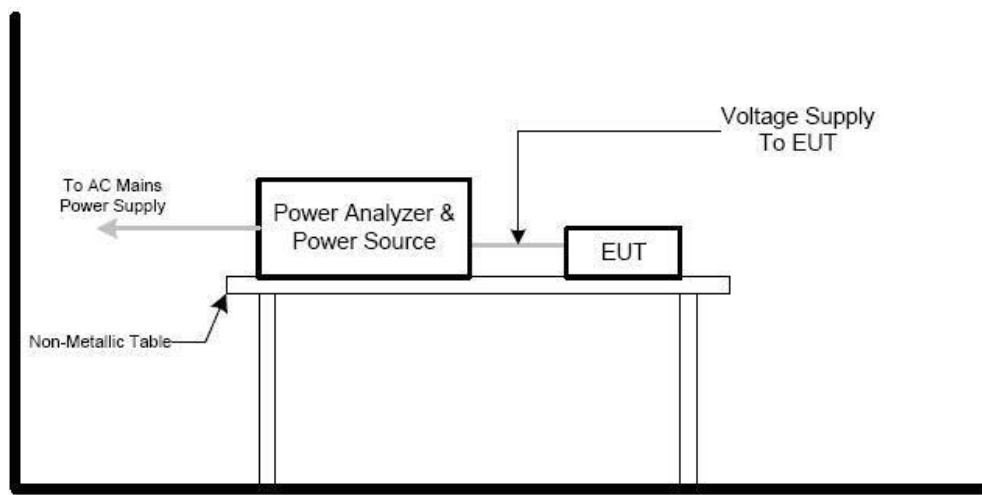 Voltage Supply
To EUT
To AC Mains
Power Supply
Power Analyzer &
Power Source
EUT
Non-Metallic Table